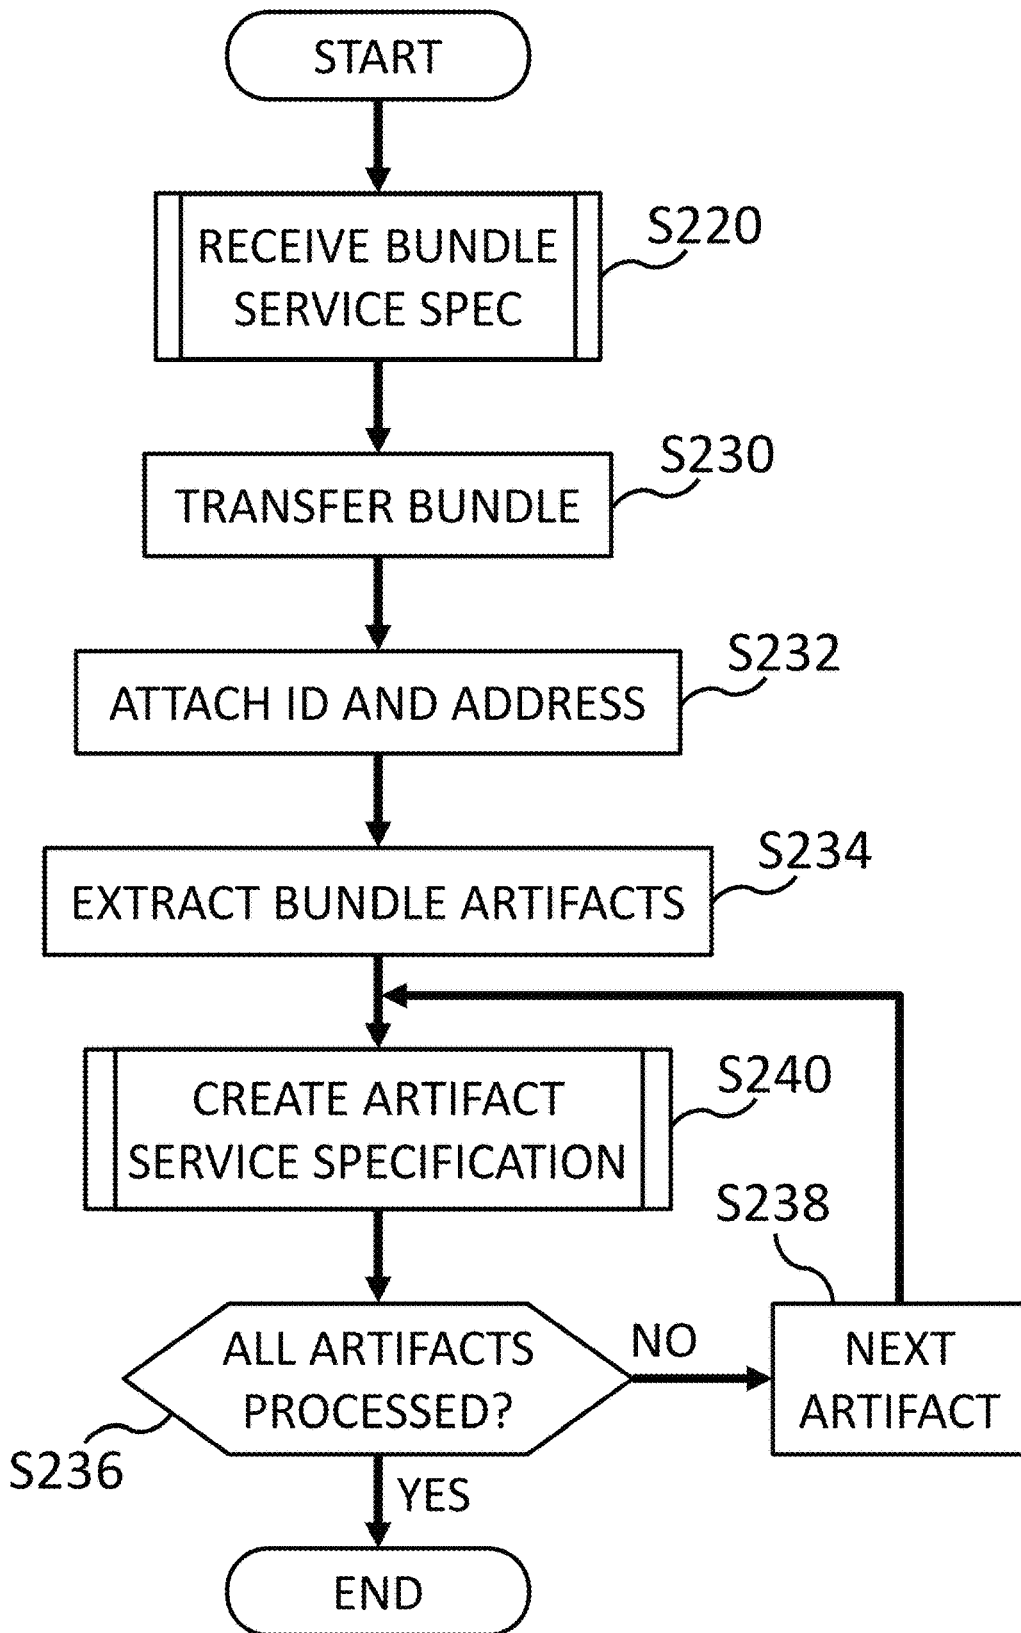 START
RECEIVE BUNDLE
SERVICE SPEC
S220
TRANSFER BUNDLE
S230
ATTACH ID AND ADDRESS
S232
EXTRACT BUNDLE ARTIFACTS
S234
CREATE ARTIFACT
SERVICE SPECIFICATION
S240
ALL ARTIFACTS
PROCESSED?
S236
NO
NEXT
ARTIFACT
S238
YES
END